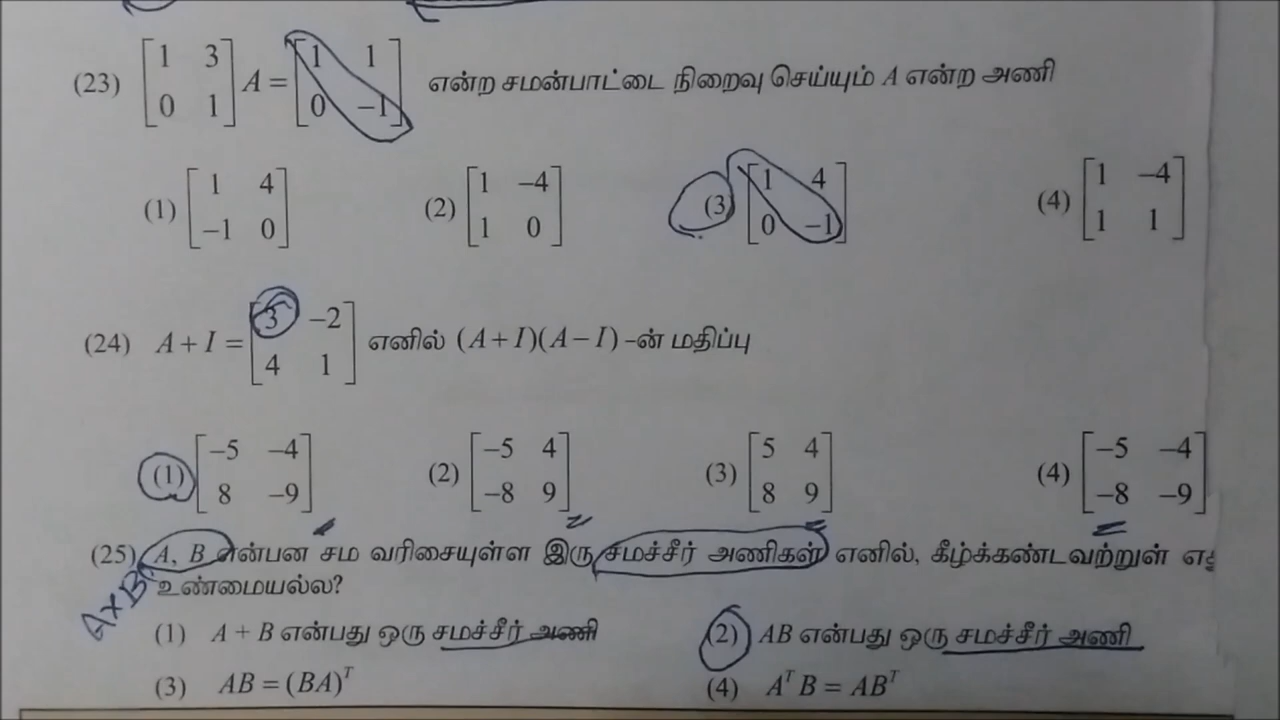 (23) [1 3; 0 1] A = [1 1; 0 −1] என்ற சமன்பாட்டை நிறைவு செய்யும் A என்ற அணி
(1) [1 4; −1 0] (2) [1 −4; 1 0] (3) [1 4; 0 −1] (4) [1 −4; 1 1]
(24) A + I = [3 −2; 4 1] எனில் (A + I)(A − I) -ன் மதிப்பு
(1) [−5 −4; 8 −9] (2) [−5 4; −8 9] (3) [5 4; 8 9] (4) [−5 −4; −8 −9]
(25) A, B என்பன சம வரிசையுள்ள இரு சமச்சீர் அணிகள் எனில், கீழ்க்கண்டவற்றுள்
உண்மையல்ல?
A×B
(1) A + B என்பது ஒரு சமச்சீர் அணி (2) AB என்பது ஒரு சமச்சீர் அணி
(3) AB = (BA)^T (4) A^T B = AB^T